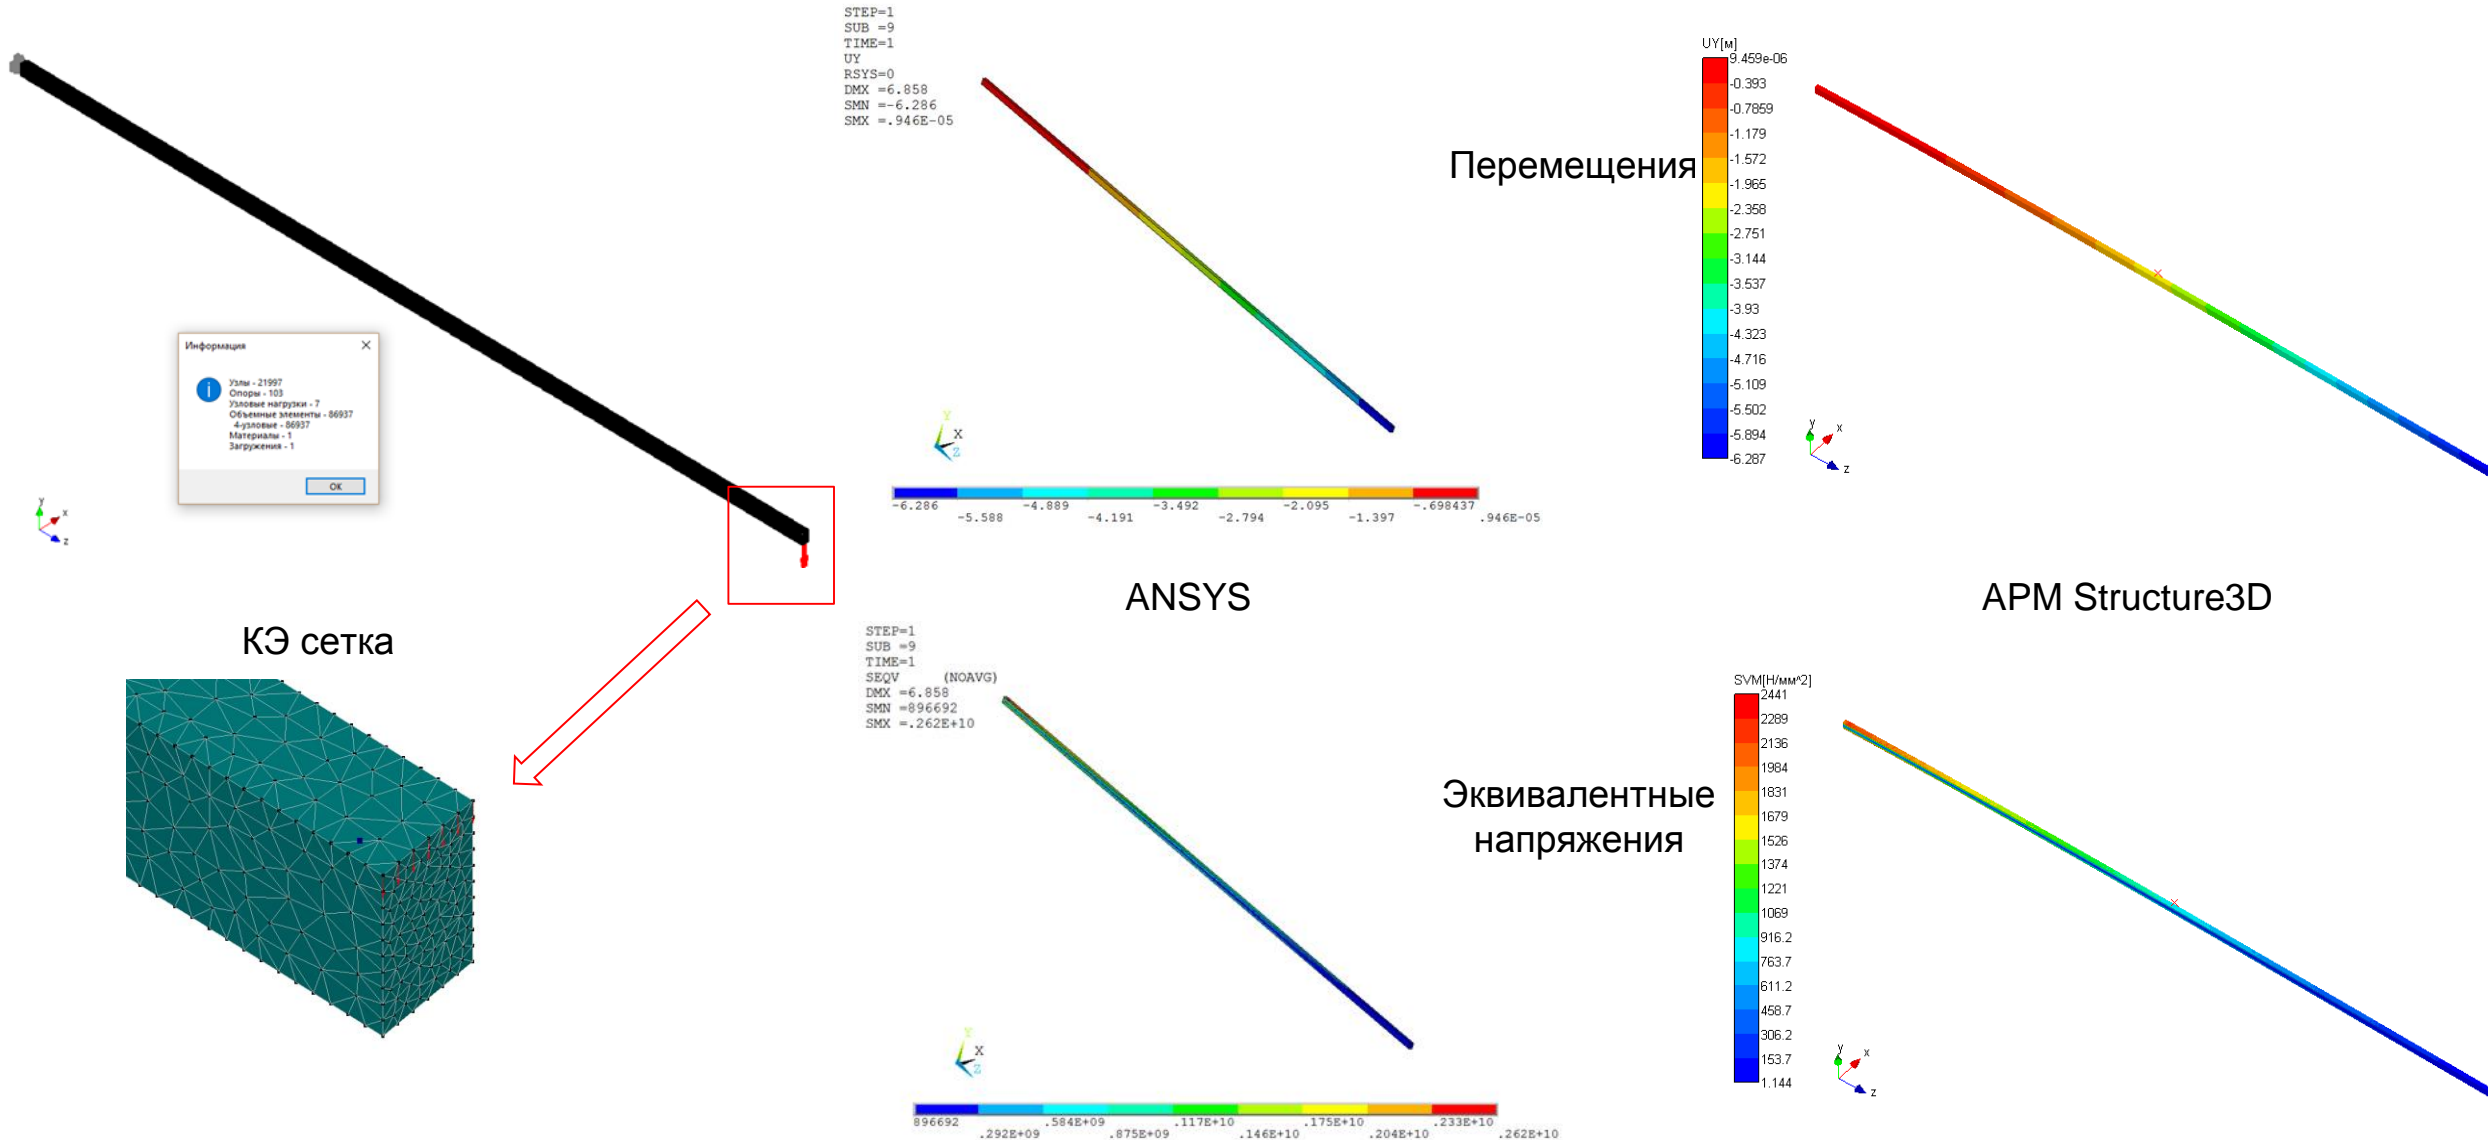 STEP=1
SUB =9
TIME=1
UY
RSYS=0
DMX =6.858
SMN =-6.286
SMX =.946E-05
Y
X
Z
-6.286
-5.588
-4.889
-4.191
-3.492
-2.794
-2.095
-1.397
-.698437
.946E-05
Перемещения
UY[м]
9.459e-06
-0.393
-0.7859
-1.179
-1.572
-1.965
-2.358
-2.751
-3.144
-3.537
-3.93
-4.323
-4.716
-5.109
-5.502
-5.894
-6.287
y
x
z
Информация
Узлы - 21997
Опоры - 103
Узловые нагрузки - 7
Объемные элементы - 86937
4-узловые - 86937
Материалы - 1
Загружения - 1
OK
y
x
z
ANSYS
APM Structure3D
КЭ сетка
STEP=1
SUB =9
TIME=1
SEQV (NOAVG)
DMX =6.858
SMN =896692
SMX =.262E+10
Y
X
Z
896692
.292E+09
.584E+09
.875E+09
.117E+10
.146E+10
.175E+10
.204E+10
.233E+10
.262E+10
Эквивалентные
напряжения
SVM[Н/мм^2]
2441
2289
2136
1984
1831
1679
1526
1374
1221
1069
916.2
763.7
611.2
458.7
306.2
153.7
1.144
y
x
z